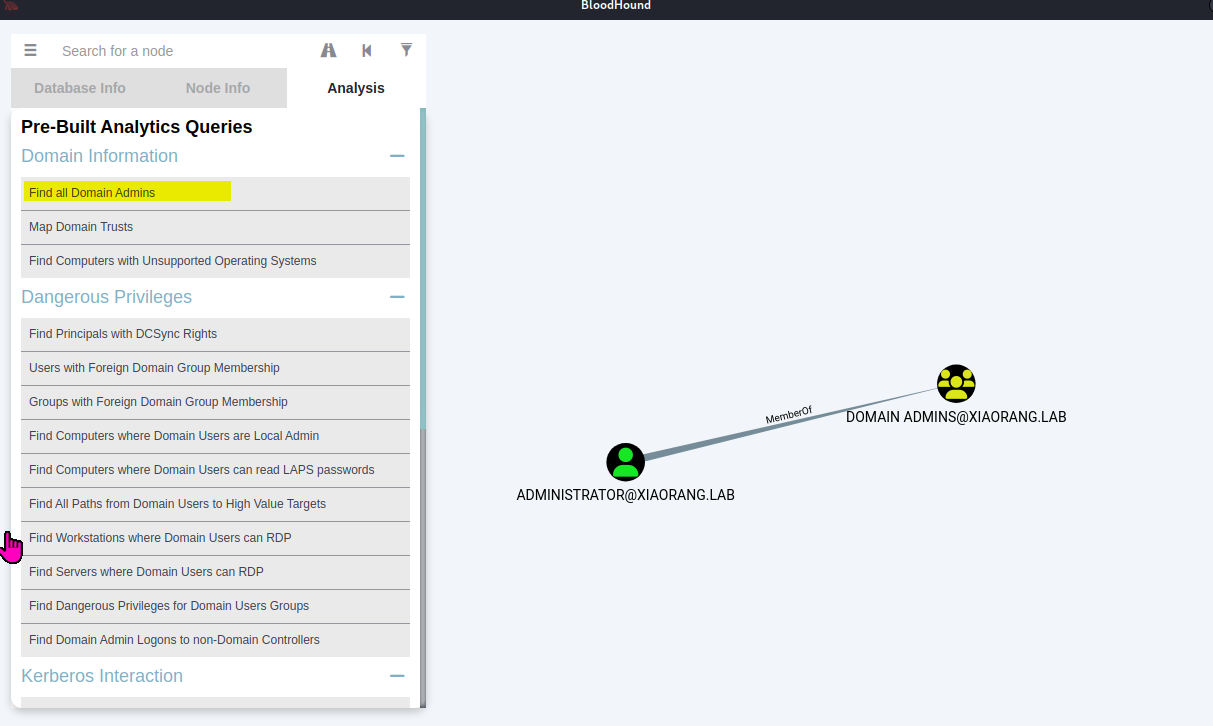 BloodHound
Search for a node
Database Info
Node Info
Analysis
Pre-Built Analytics Queries
Domain Information
Find all Domain Admins
Map Domain Trusts
Find Computers with Unsupported Operating Systems
Dangerous Privileges
Find Principals with DCSync Rights
Users with Foreign Domain Group Membership
Groups with Foreign Domain Group Membership
Find Computers where Domain Users are Local Admin
Find Computers where Domain Users can read LAPS passwords
Find All Paths from Domain Users to High Value Targets
Find Workstations where Domain Users can RDP
Find Servers where Domain Users can RDP
Find Dangerous Privileges for Domain Users Groups
Find Domain Admin Logons to non-Domain Controllers
Kerberos Interaction
MemberOf
DOMAIN ADMINS@XIAORANG.LAB
ADMINISTRATOR@XIAORANG.LAB